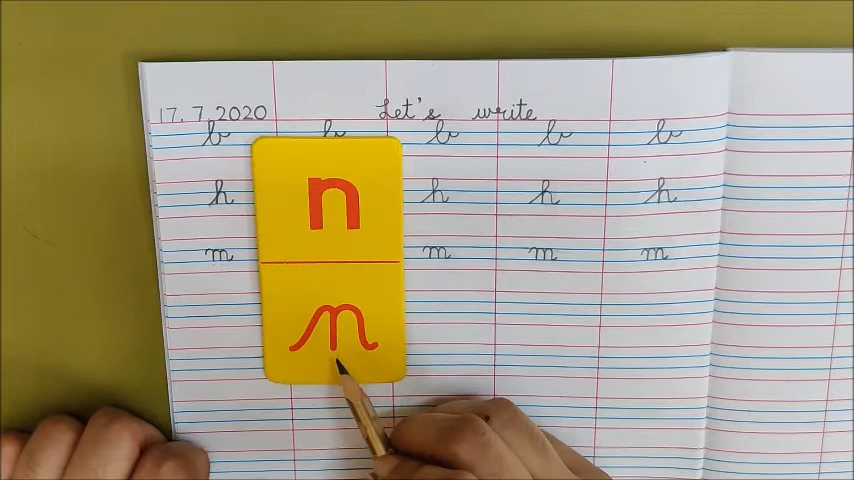 17.7.2020 Let's write
b b b b b
h h h h
m m m m
n
n